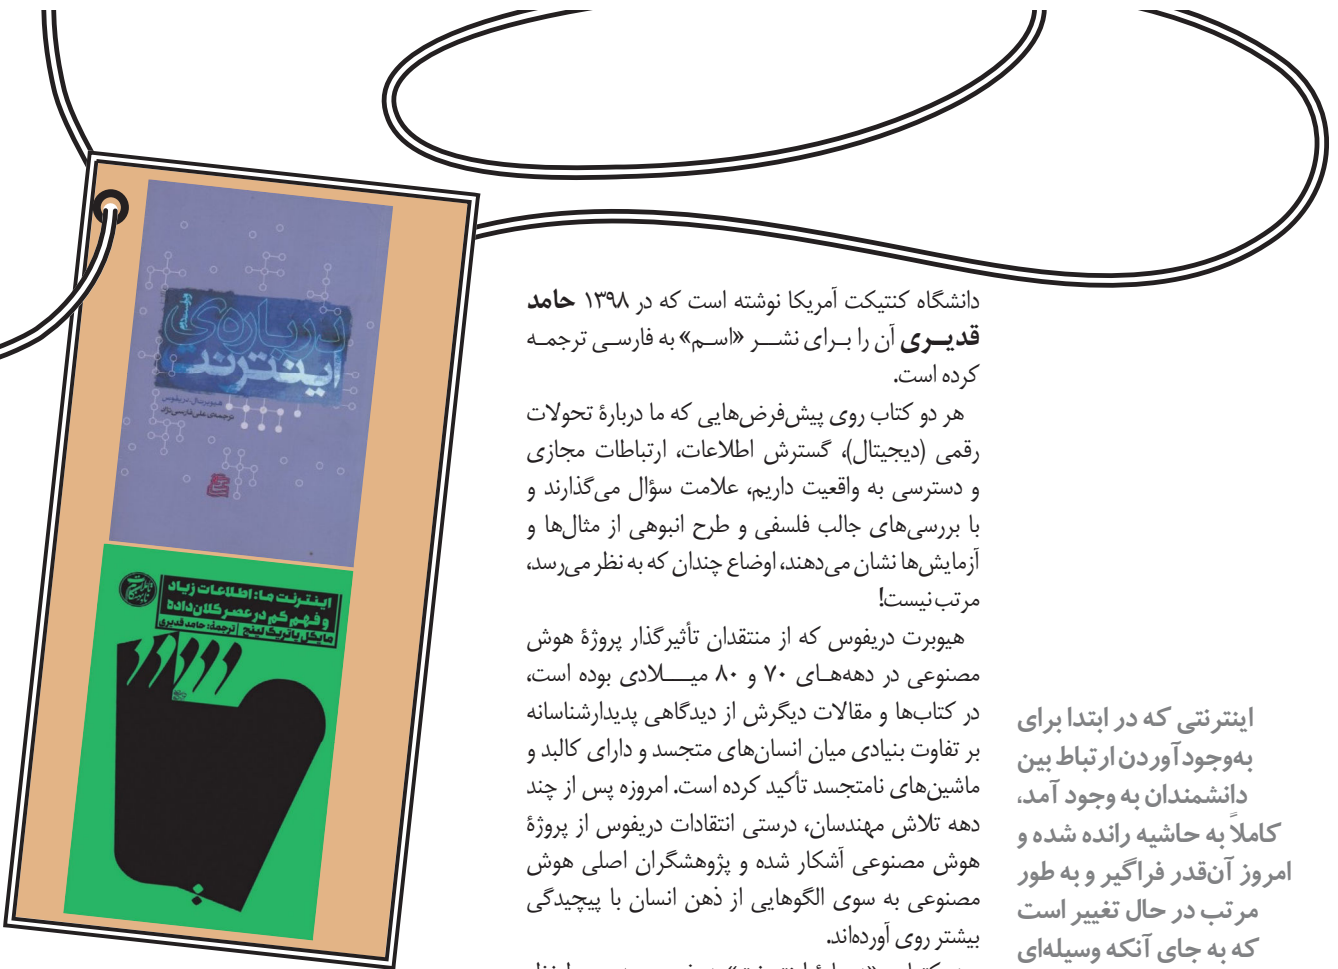 دانشگاه کنتیکت آمریکا نوشته است که در ۱۳۹۸ حامد
قدیری آن را برای نشر «اسم» به فارسی ترجمه
کرده است.
هر دو کتاب روی پیش‌فرض‌هایی که ما دربارهٔ تحولات
رقمی (دیجیتال)، گسترش اطلاعات، ارتباطات مجازی
و دسترسی به واقعیت داریم، علامت سؤال می‌گذارند و
با بررسی‌های جالب فلسفی و طرح انبوهی از مثال‌ها و
آزمایش‌ها نشان می‌دهند، اوضاع چندان که به نظر می‌رسد،
مرتب نیست!
هیوبرت دریفوس که از منتقدان تأثیرگذار پروژهٔ هوش
مصنوعی در دهه‌های ۷۰ و ۸۰ میلادی بوده است،
در کتاب‌ها و مقالات دیگرش از دیدگاهی پدیدارشناسانه
بر تفاوت بنیادی میان انسان‌های متجسد و دارای کالبد و
ماشین‌های نامتجسد تأکید کرده است. امروزه پس از چند
دهه تلاش مهندسان، درستی انتقادات دریفوس از پروژهٔ
هوش مصنوعی آشکار شده و پژوهشگران اصلی هوش
مصنوعی به سوی الگوهایی از ذهن انسان با پیچیدگی
بیشتر روی آورده‌اند.
اینترنتی که در ابتدا برای
به‌وجود آوردن ارتباط بین
دانشمندان به وجود آمد،
کاملاً به حاشیه رانده شده و
امروز آن‌قدر فراگیر و به طور
مرتب در حال تغییر است
که به جای آنکه وسیله‌ای
درباره‌ی
اینترنت
هیوبرت ال. دریفوس
ترجمه‌ی علی فارسی‌نژاد
اینترنت ما: اطلاعات زیاد
و فهم کم در عصر کلان‌داده
مایکل پاتریک لینچ | ترجمهٔ: حامد قدیری